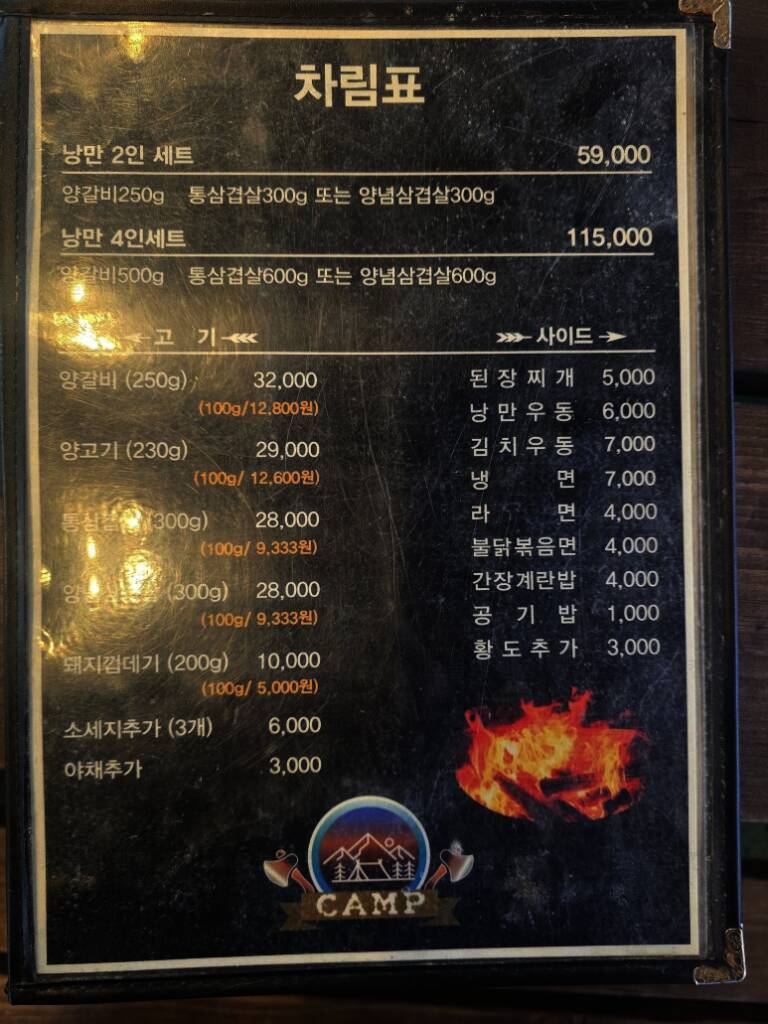 차림표
낭만 2인 세트 59,000
양갈비250g 통삼겹살300g 또는 양념삼겹살300g
낭만 4인세트 115,000
양갈비500g 통삼겹살600g 또는 양념삼겹살600g
고 기
양갈비 (250g) 32,000
(100g/12,800원)
양고기 (230g) 29,000
(100g/ 12,600원)
통삼겹살 (300g) 28,000
(100g/ 9,333원)
(300g) 28,000
(100g/ 9,333원)
돼지껍데기 (200g) 10,000
(100g/ 5,000원)
소세지추가 (3개) 6,000
야채추가 3,000
사이드
된장찌개 5,000
낭만우동 6,000
김치우동 7,000
냉 면 7,000
라 면 4,000
불닭볶음면 4,000
간장계란밥 4,000
공 기 밥 1,000
황도추가 3,000
CAMP